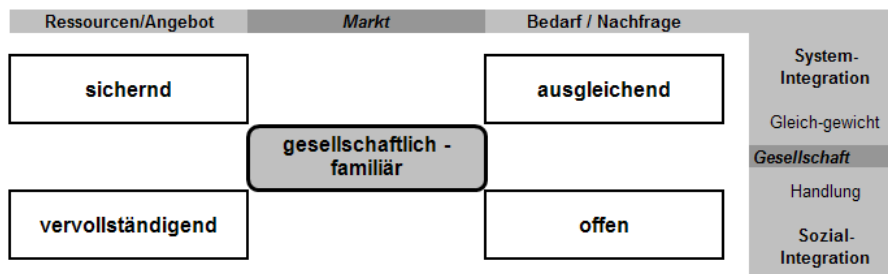 Ressourcen/Angebot
Markt
Bedarf / Nachfrage
sichernd
ausgleichend
System-
Integration
Gleich-gewicht
gesellschaftlich -
familiär
Gesellschaft
Handlung
vervollständigend
offen
Sozial-
Integration